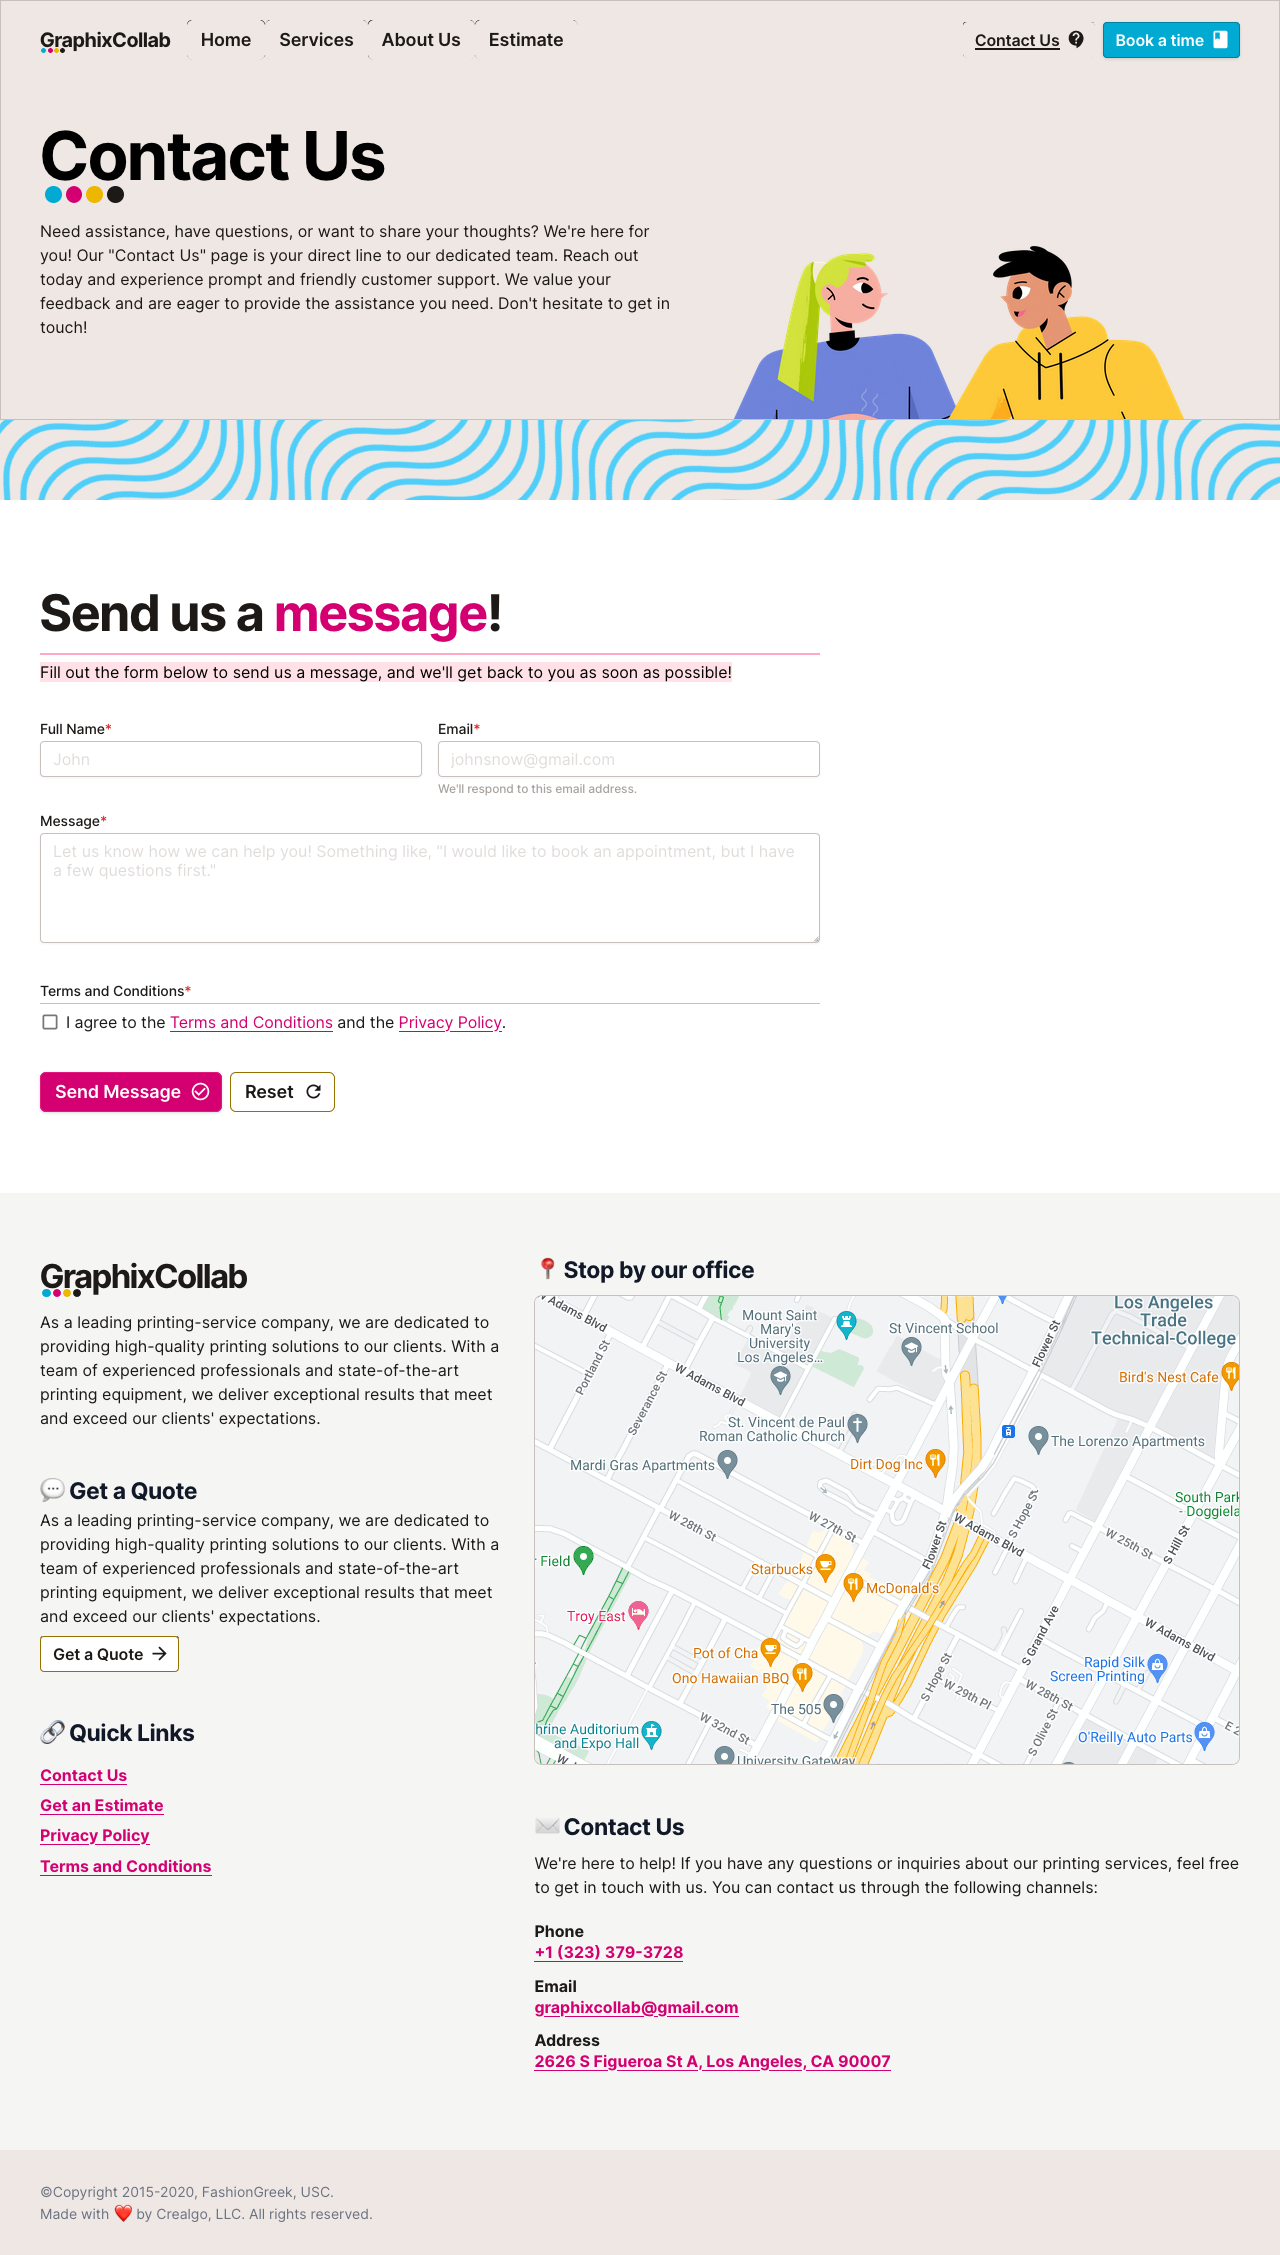 GraphixCollab Home Services About Us Estimate Contact Us Book a time
Contact Us
Need assistance, have questions, or want to share your thoughts? We're here for
you! Our "Contact Us" page is your direct line to our dedicated team. Reach out
today and experience prompt and friendly customer support. We value your
feedback and are eager to provide the assistance you need. Don't hesitate to get in
touch!
Send us a message!
Fill out the form below to send us a message, and we'll get back to you as soon as possible!
Full Name*
John
Email*
johnsnow@gmail.com
We'll respond to this email address.
Message*
Let us know how we can help you! Something like, "I would like to book an appointment, but I have
a few questions first."
Terms and Conditions*
I agree to the Terms and Conditions and the Privacy Policy.
Send Message
Reset
GraphixCollab
As a leading printing-service company, we are dedicated to
providing high-quality printing solutions to our clients. With a
team of experienced professionals and state-of-the-art
printing equipment, we deliver exceptional results that meet
and exceed our clients' expectations.
💬 Get a Quote
As a leading printing-service company, we are dedicated to
providing high-quality printing solutions to our clients. With a
team of experienced professionals and state-of-the-art
printing equipment, we deliver exceptional results that meet
and exceed our clients' expectations.
Get a Quote →
🔗 Quick Links
Contact Us
Get an Estimate
Privacy Policy
Terms and Conditions
📍 Stop by our office
W Adams Blvd
Mount Saint
Mary's
University
Los Angeles...
St Vincent School
Flower St
Los Angeles
Trade
Technical-College
Portland St
Severance St
W Adams Blvd
Bird's Nest Cafe
St. Vincent de Paul
Roman Catholic Church
The Lorenzo Apartments
Mardi Gras Apartments
Dirt Dog Inc
South Park
- Doggiela
W 28th St
W 27th St
Flower St
S Hope St
W Adams Blvd
W 25th St
S Hill St
Field
Starbucks
McDonald's
Troy East
S Grand Ave
W Adams Blvd
Pot of Cha
Ono Hawaiian BBQ
Rapid Silk
Screen Printing
S Hope St
W 29th Pl
W 28th St
The 505
W 32nd St
S Olive St
hrine Auditorium
and Expo Hall
O'Reilly Auto Parts
E 2
W
University Gateway
✉️ Contact Us
We're here to help! If you have any questions or inquiries about our printing services, feel free
to get in touch with us. You can contact us through the following channels:
Phone
+1 (323) 379-3728
Email
graphixcollab@gmail.com
Address
2626 S Figueroa St A, Los Angeles, CA 90007
©Copyright 2015-2020, FashionGreek, USC.
Made with ❤️ by Crealgo, LLC. All rights reserved.